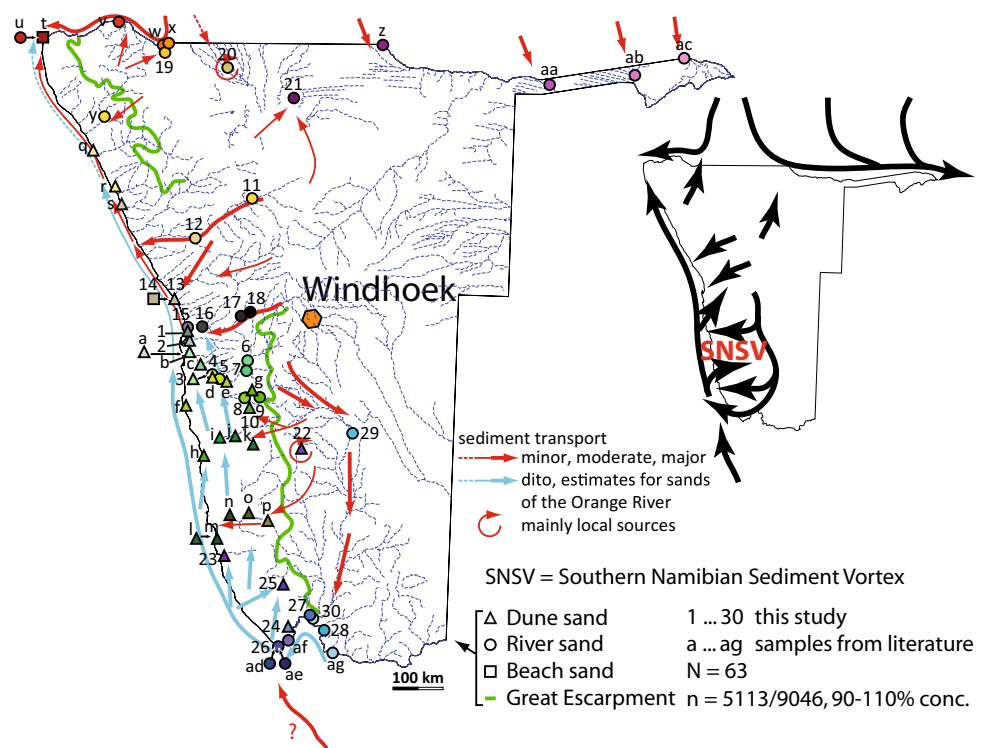 u t v w x z
19 20 aa ab ac
21
y
q
r
s
11
12
14 13
Windhoek
15 16 17 18
1
a 2
b
c 4 5 6
3 7
d e g
f 8 9
10
i j k 22 29
h
n o p
l m
23
25
27 30
24 28
26 af
ad ae ag
?
100 km
SNSV
sediment transport
minor, moderate, major
dito, estimates for sands
of the Orange River
mainly local sources
SNSV = Southern Namibian Sediment Vortex
Dune sand 1 ... 30 this study
River sand a ... ag samples from literature
Beach sand N = 63
Great Escarpment n = 5113/9046, 90-110% conc.